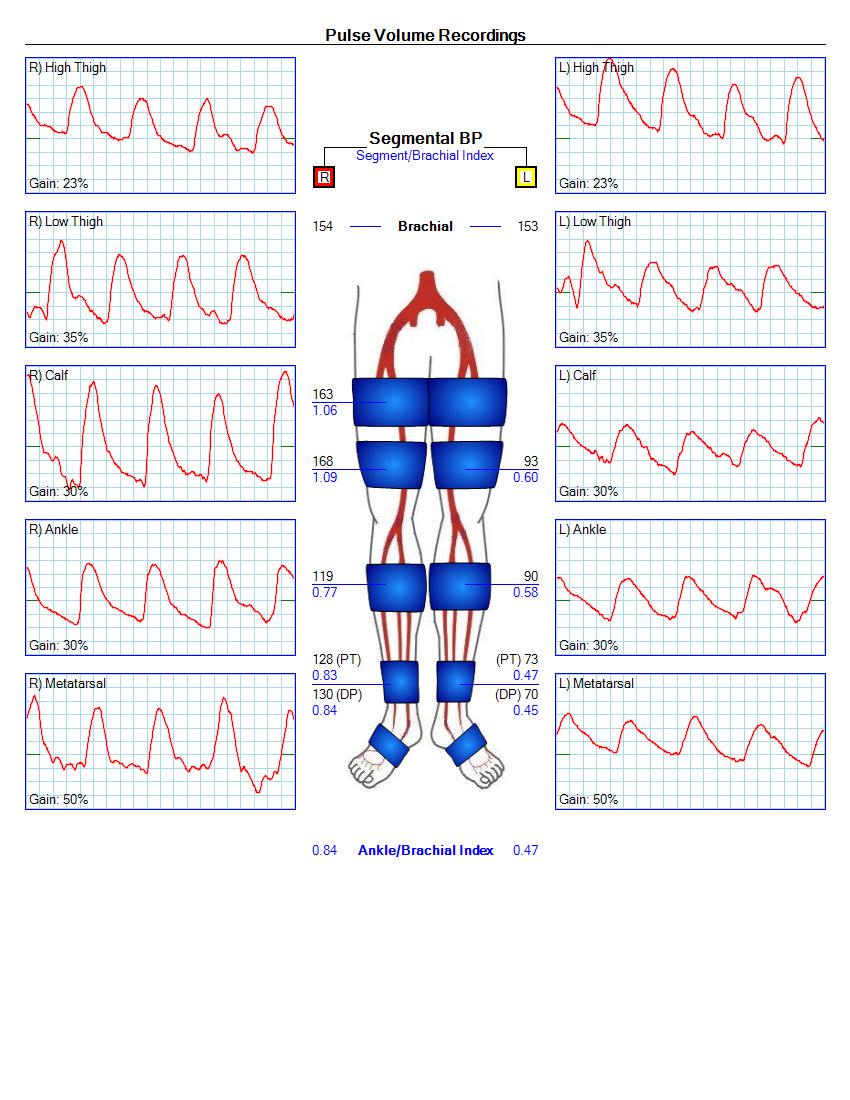 Pulse Volume Recordings
R) High Thigh
Gain: 23%
R) Low Thigh
Gain: 35%
R) Calf
Gain: 30%
R) Ankle
Gain: 30%
R) Metatarsal
Gain: 50%
Segmental BP
Segment/Brachial Index
R
L
154 Brachial 153
163
1.06
168 93
1.09 0.60
119 90
0.77 0.58
128 (PT) (PT) 73
0.83 0.47
130 (DP) (DP) 70
0.84 0.45
0.84 Ankle/Brachial Index 0.47
L) High Thigh
Gain: 23%
L) Low Thigh
Gain: 35%
L) Calf
Gain: 30%
L) Ankle
Gain: 30%
L) Metatarsal
Gain: 50%